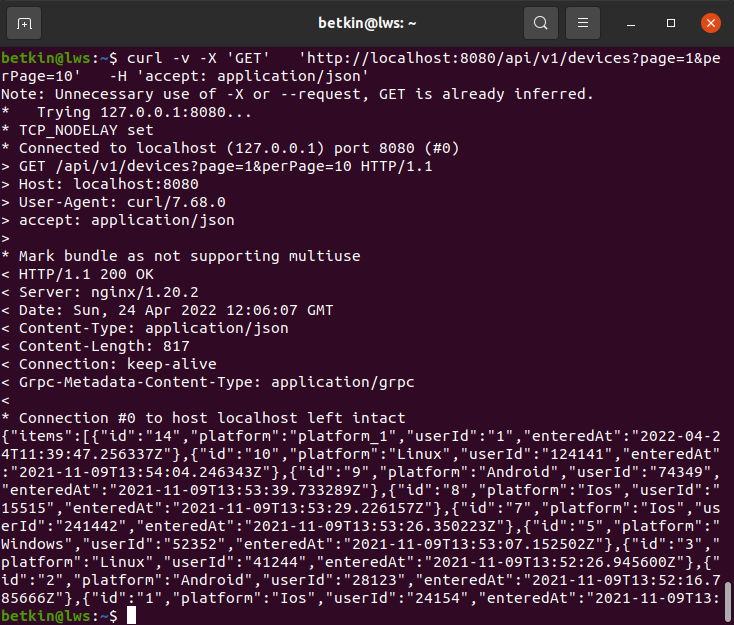 betkin@lws: ~
betkin@lws:~$ curl -v -X 'GET'   'http://localhost:8080/api/v1/devices?page=1&pe
rPage=10'   -H 'accept: application/json'
Note: Unnecessary use of -X or --request, GET is already inferred.
*   Trying 127.0.0.1:8080...
* TCP_NODELAY set
* Connected to localhost (127.0.0.1) port 8080 (#0)
> GET /api/v1/devices?page=1&perPage=10 HTTP/1.1
> Host: localhost:8080
> User-Agent: curl/7.68.0
> accept: application/json
>
* Mark bundle as not supporting multiuse
< HTTP/1.1 200 OK
< Server: nginx/1.20.2
< Date: Sun, 24 Apr 2022 12:06:07 GMT
< Content-Type: application/json
< Content-Length: 817
< Connection: keep-alive
< Grpc-Metadata-Content-Type: application/grpc
<
* Connection #0 to host localhost left intact
{"items":[{"id":"14","platform":"platform_1","userId":"1","enteredAt":"2022-04-2
4T11:39:47.256337Z"},{"id":"10","platform":"Linux","userId":"124141","enteredAt"
:"2021-11-09T13:54:04.246343Z"},{"id":"9","platform":"Android","userId":"74349",
"enteredAt":"2021-11-09T13:53:39.733289Z"},{"id":"8","platform":"Ios","userId":"
15515","enteredAt":"2021-11-09T13:53:29.226157Z"},{"id":"7","platform":"Ios","us
erId":"241442","enteredAt":"2021-11-09T13:53:26.350223Z"},{"id":"5","platform":"
Windows","userId":"52352","enteredAt":"2021-11-09T13:53:07.152502Z"},{"id":"3","
platform":"Linux","userId":"41244","enteredAt":"2021-11-09T13:52:26.945600Z"},{"
id":"2","platform":"Android","userId":"28123","enteredAt":"2021-11-09T13:52:16.7
85666Z"},{"id":"1","platform":"Ios","userId":"24154","enteredAt":"2021-11-09T13:
betkin@lws:~$